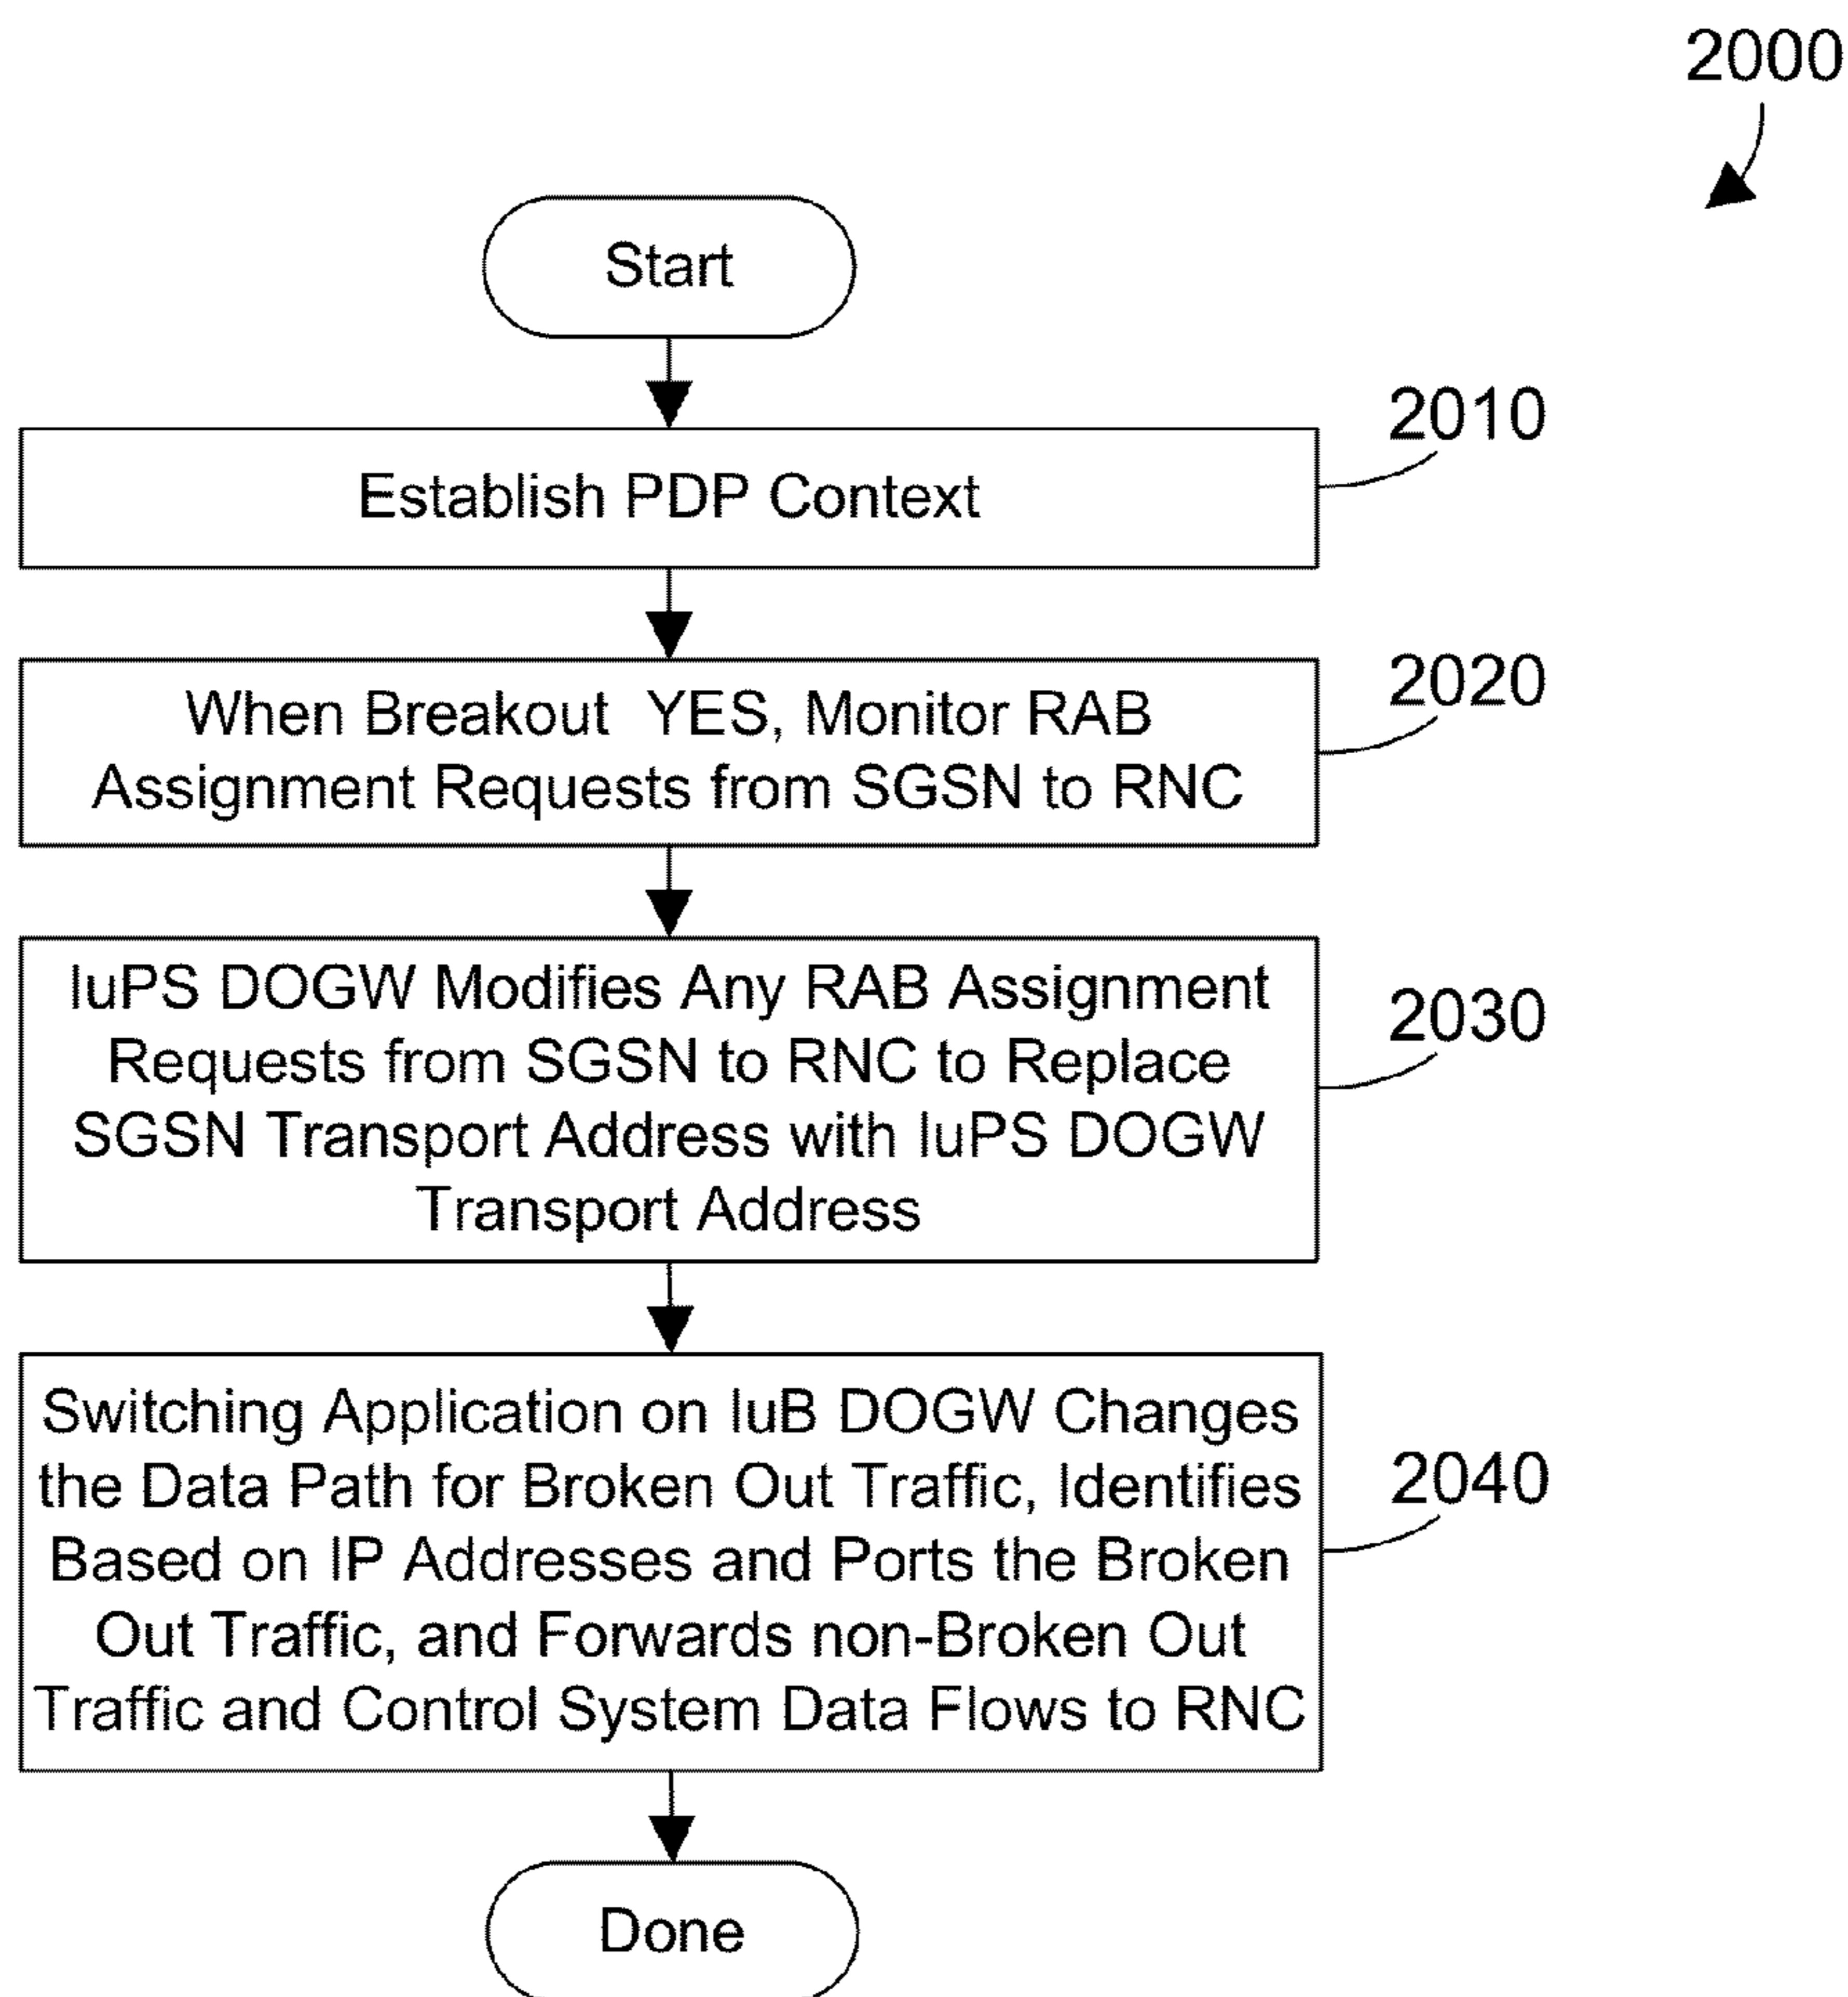 2000
Start
2010
Establish PDP Context
2020
When Breakout YES, Monitor RAB
Assignment Requests from SGSN to RNC
2030
IuPS DOGW Modifies Any RAB Assignment
Requests from SGSN to RNC to Replace
SGSN Transport Address with IuPS DOGW
Transport Address
2040
Switching Application on IuB DOGW Changes
the Data Path for Broken Out Traffic, Identifies
Based on IP Addresses and Ports the Broken
Out Traffic, and Forwards non-Broken Out
Traffic and Control System Data Flows to RNC
Done